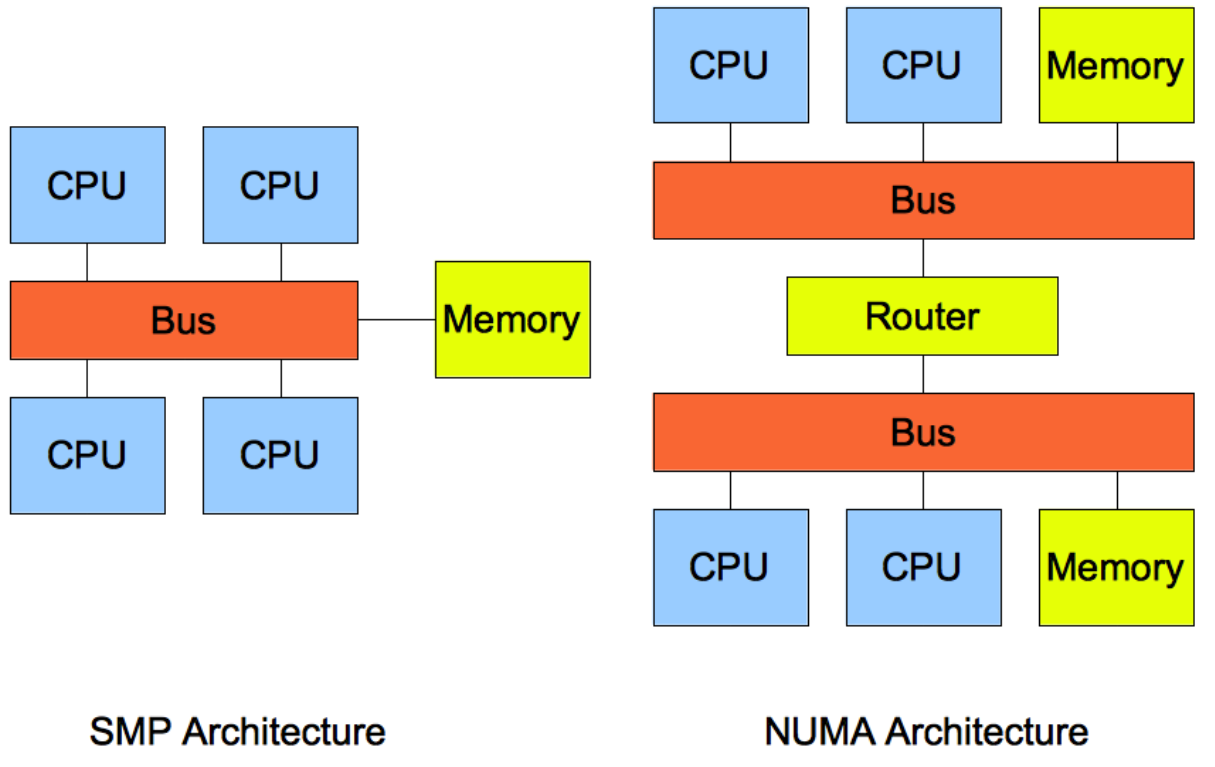 CPU
CPU
Bus
Memory
CPU
CPU
SMP Architecture
CPU
CPU
Memory
Bus
Router
Bus
CPU
CPU
Memory
NUMA Architecture